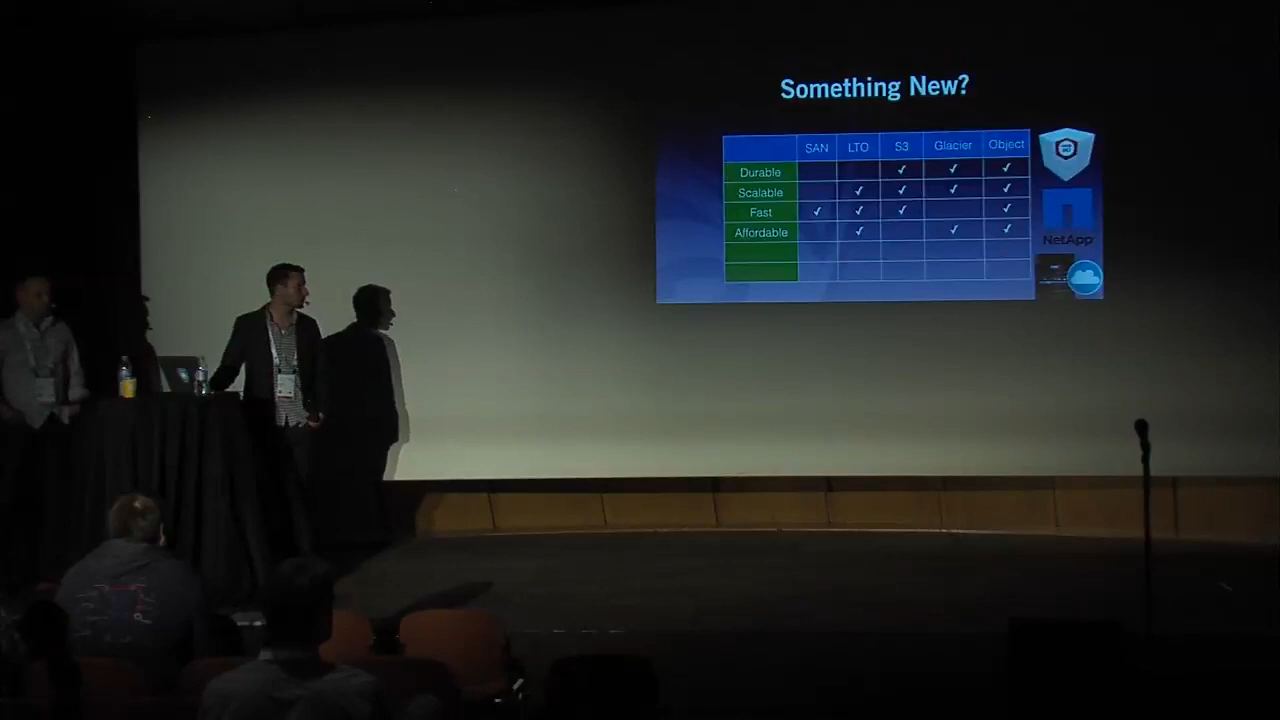 Something New?
SAN LTO S3 Glacier Object
Durable ✓ ✓ ✓
Scalable ✓ ✓ ✓ ✓
Fast ✓ ✓ ✓ ✓
Affordable ✓ ✓ ✓
NetApp